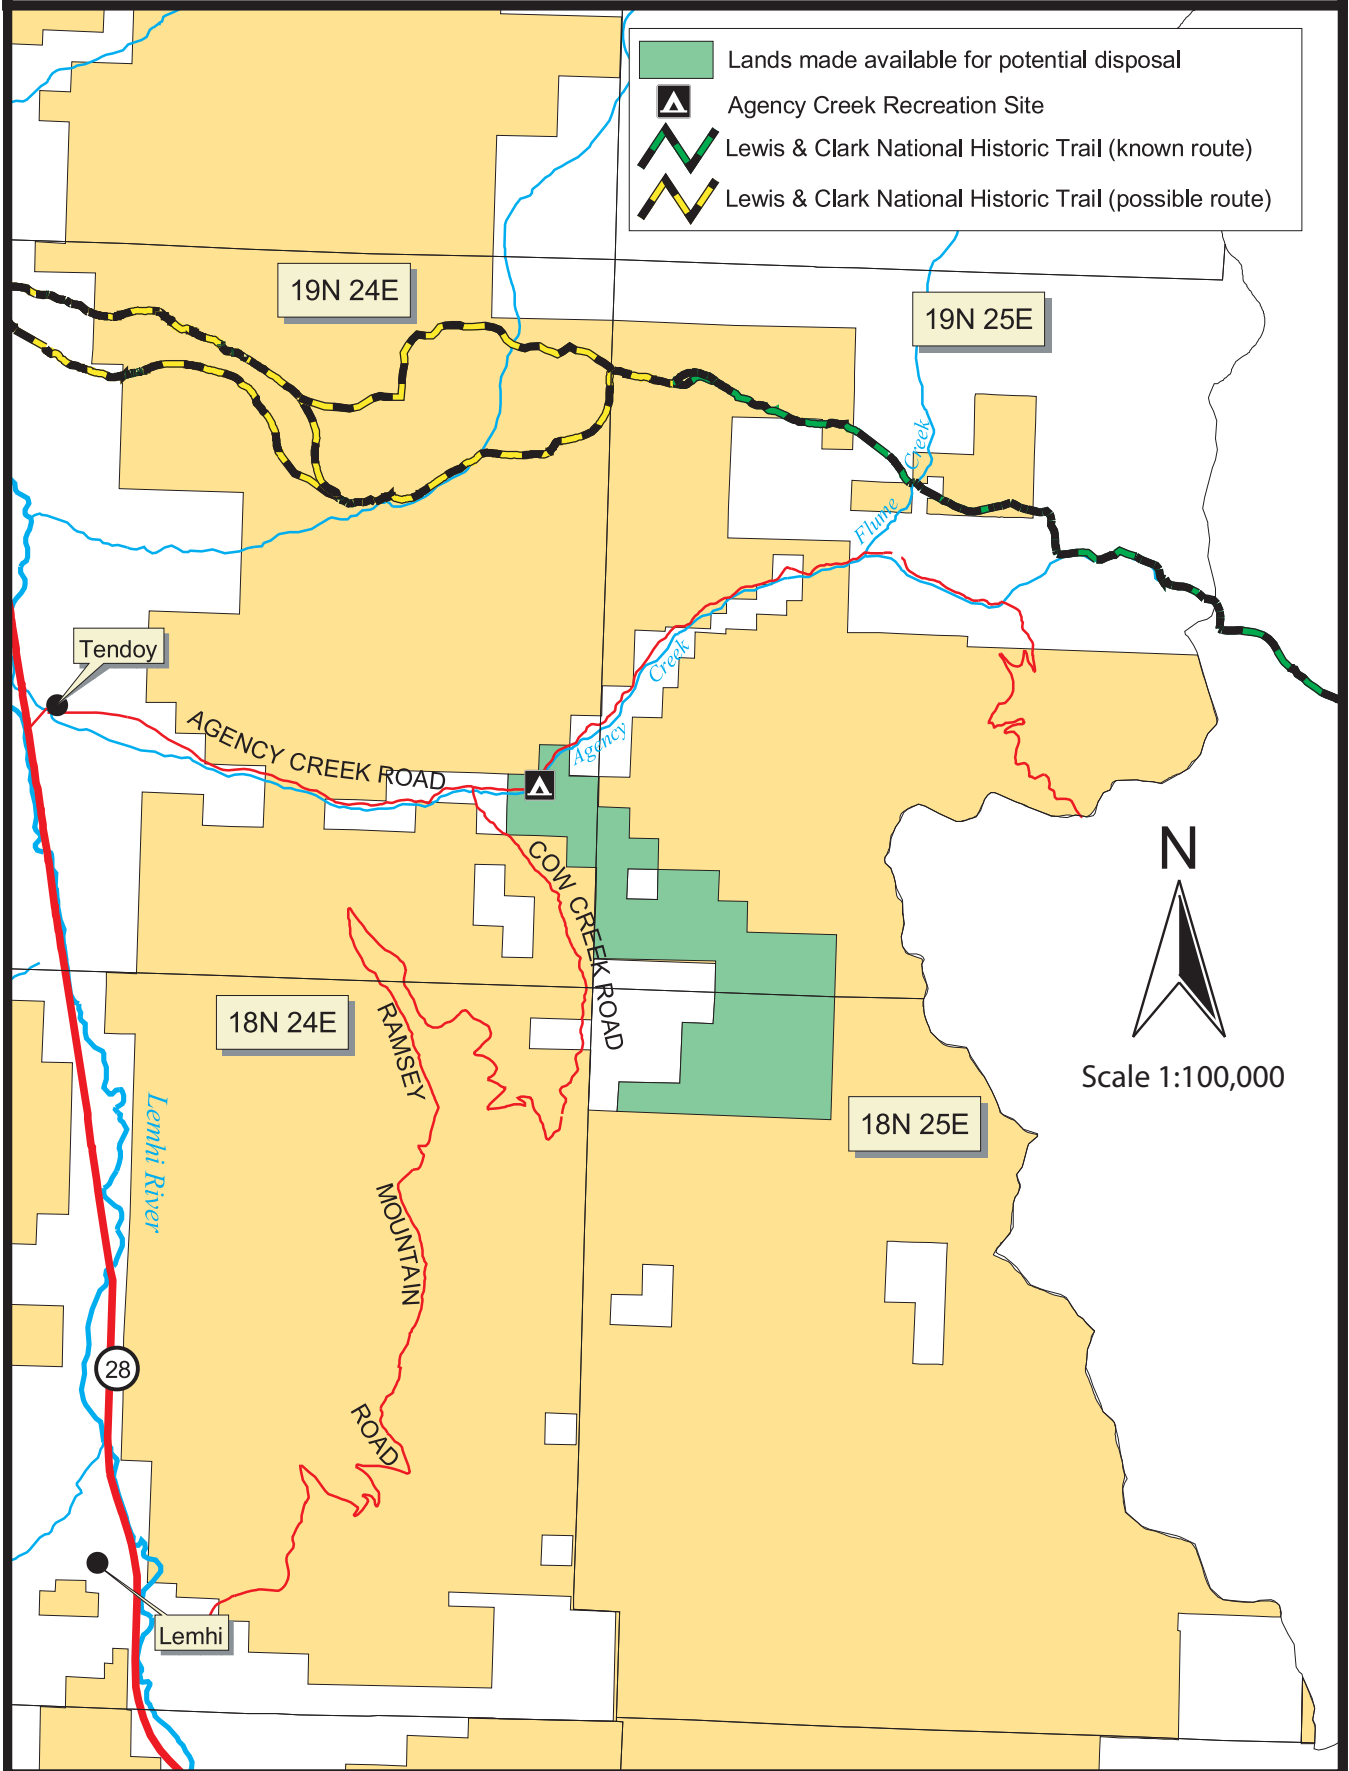 Lands made available for potential disposal
Agency Creek Recreation Site
Lewis & Clark National Historic Trail (known route)
Lewis & Clark National Historic Trail (possible route)
19N 24E
19N 25E
Flume Creek
Tendoy
Agency Creek
AGENCY CREEK ROAD
COW CREEK ROAD
N
Scale 1:100,000
18N 24E
RAMSEY MOUNTAIN ROAD
18N 25E
Lemhi River
28
Lemhi